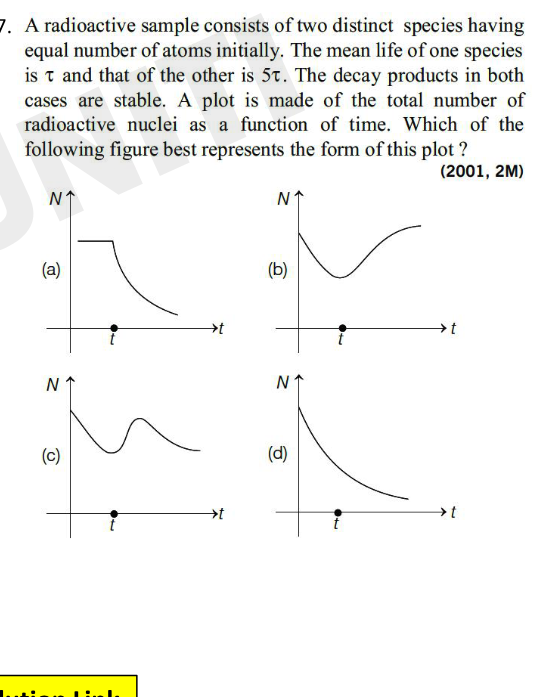 7. A radioactive sample consists of two distinct species having
equal number of atoms initially. The mean life of one species
is τ and that of the other is 5τ. The decay products in both
cases are stable. A plot is made of the total number of
radioactive nuclei as a function of time. Which of the
following figure best represents the form of this plot ?
(2001, 2M)
N N
(a) (b)
t t
t t
N N
(c) (d)
t t
t t